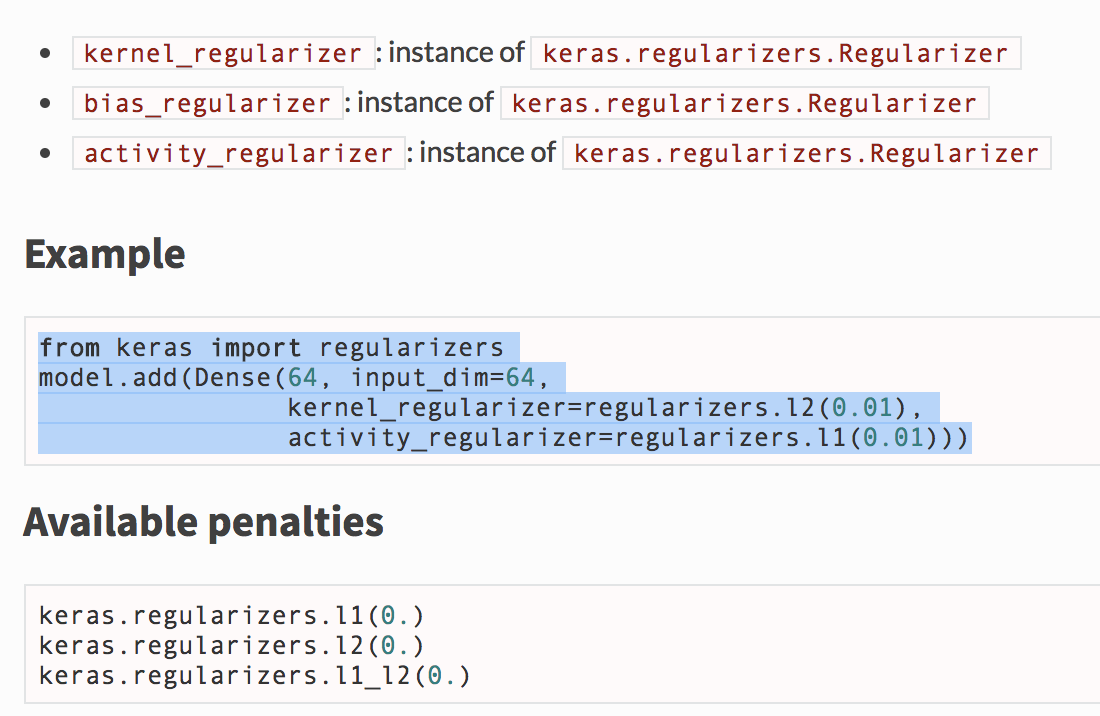 kernel_regularizer : instance of keras.regularizers.Regularizer
bias_regularizer : instance of keras.regularizers.Regularizer
activity_regularizer : instance of keras.regularizers.Regularizer
Example
from keras import regularizers
model.add(Dense(64, input_dim=64,
                kernel_regularizer=regularizers.l2(0.01),
                activity_regularizer=regularizers.l1(0.01)))
Available penalties
keras.regularizers.l1(0.)
keras.regularizers.l2(0.)
keras.regularizers.l1_l2(0.)